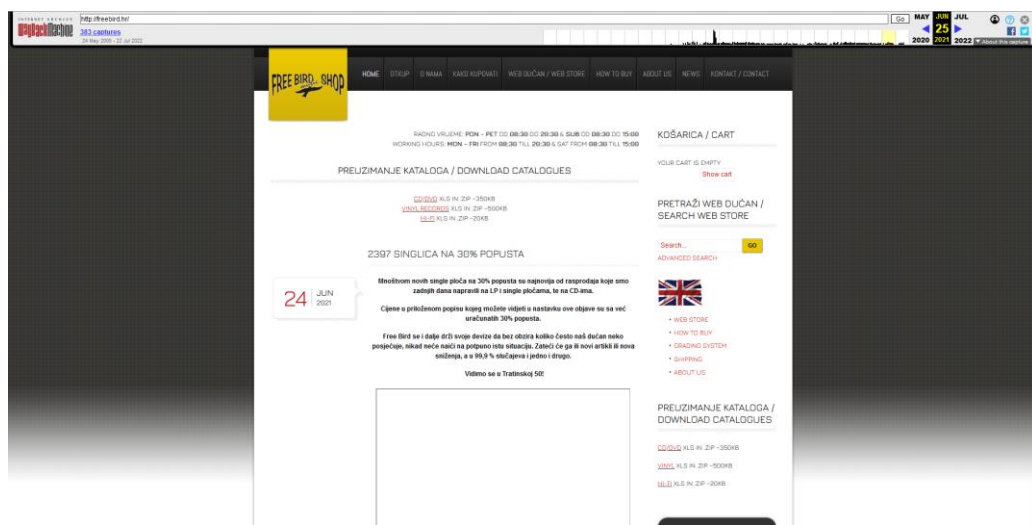 INTERNET ARCHIVE
WayBackMachine
http://freebird.hr/
Go
383 captures
24 May 2005 - 22 Jul 2022
MAY JUN JUL
25
2020 2021 2022
About this capture
FREE BIRD SHOP
HOME OTKUP O NAMA KAKO KUPOVATI WEB DUĆAN / WEB STORE HOW TO BUY ABOUT US NEWS KONTAKT / CONTACT
RADNO VRIJEME: PON - PET OD 08:30 DO 20:30 & SUB OD 08:30 DO 15:00
WORKING HOURS: MON - FRI FROM 08:30 TILL 20:30 & SAT FROM 08:30 TILL 15:00
PREUZIMANJE KATALOGA / DOWNLOAD CATALOGUES
CD/DVD XLS IN .ZIP ~350KB
VINYL RECORDS XLS IN .ZIP ~500KB
HI-FI XLS IN .ZIP ~20KB
24 JUN
2021
2397 SINGLICA NA 30% POPUSTA
Mnoštvom novih single ploča na 30% popusta su najnovija od rasprodaja koje smo
zadnjih dana napravili na LP i single pločama, te na CD-ima.
Cijene u priloženom popisu kojeg možete vidjeti u nastavku ove objave su sa već
uračunatih 30% popusta.
Free Bird se i dalje drži svoje devize da bez obzira koliko često naš dućan neko
posjećuje, nikad neće naići na potpuno istu situaciju. Zateći će ga ili novi artikli ili nova
sniženja, a u 99,9 % slučajeva i jedno i drugo.
Vidimo se u Tratinskoj 50!
KOŠARICA / CART
YOUR CART IS EMPTY
Show cart
PRETRAŽI WEB DUĆAN /
SEARCH WEB STORE
Search...
GO
ADVANCED SEARCH
• WEB STORE
• HOW TO BUY
• GRADING SYSTEM
• SHIPPING
• ABOUT US
PREUZIMANJE KATALOGA /
DOWNLOAD CATALOGUES
CD/DVD XLS IN .ZIP ~350KB
VINYL XLS IN .ZIP ~500KB
HI-FI XLS IN .ZIP ~20KB